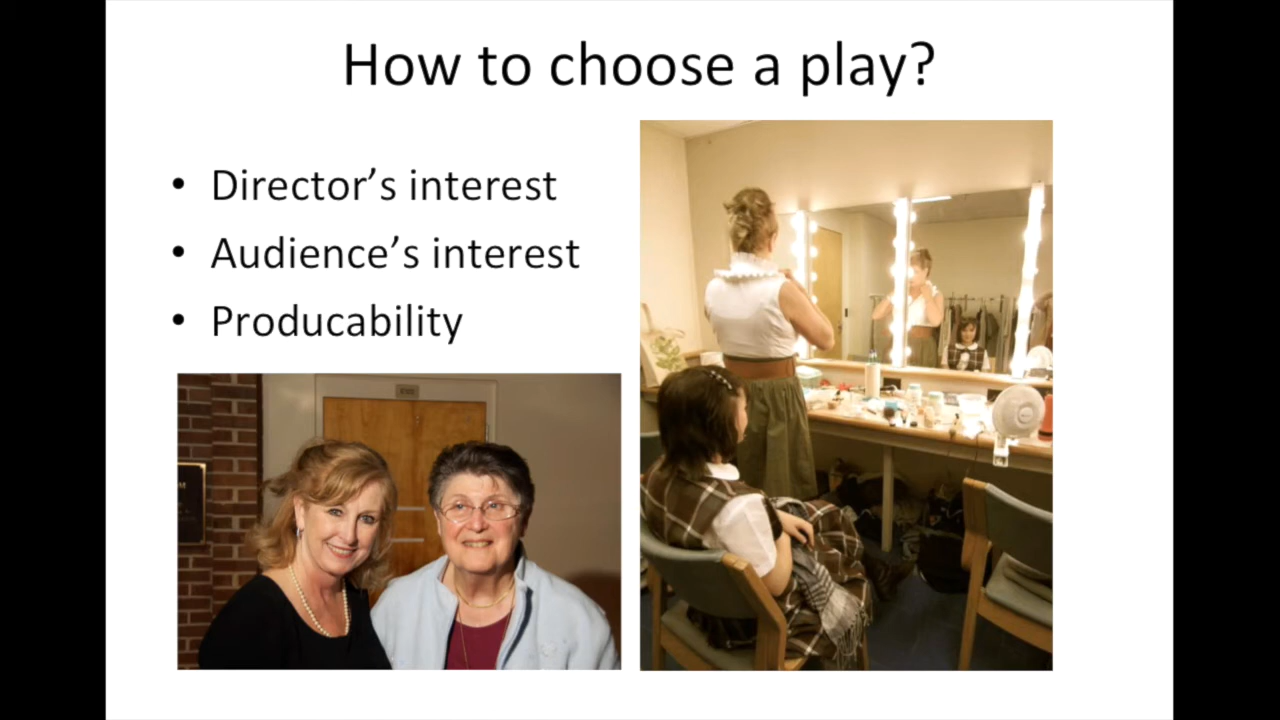 How to choose a play?
• Director’s interest
• Audience’s interest
• Producability